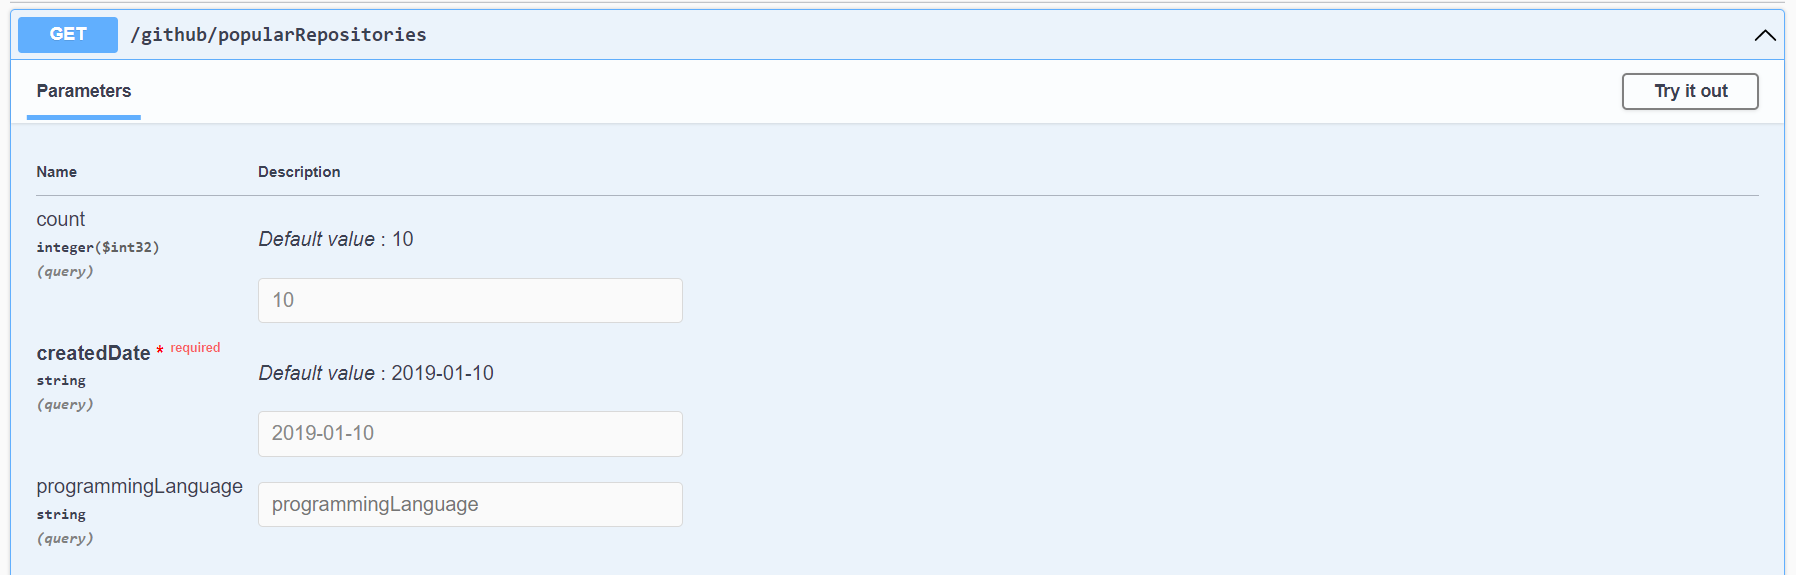 GET /github/popularRepositories
Parameters
Try it out
Name Description
count
integer($int32)
(query)
Default value : 10
10
createdDate * required
string
(query)
Default value : 2019-01-10
2019-01-10
programmingLanguage
string
(query)
programmingLanguage